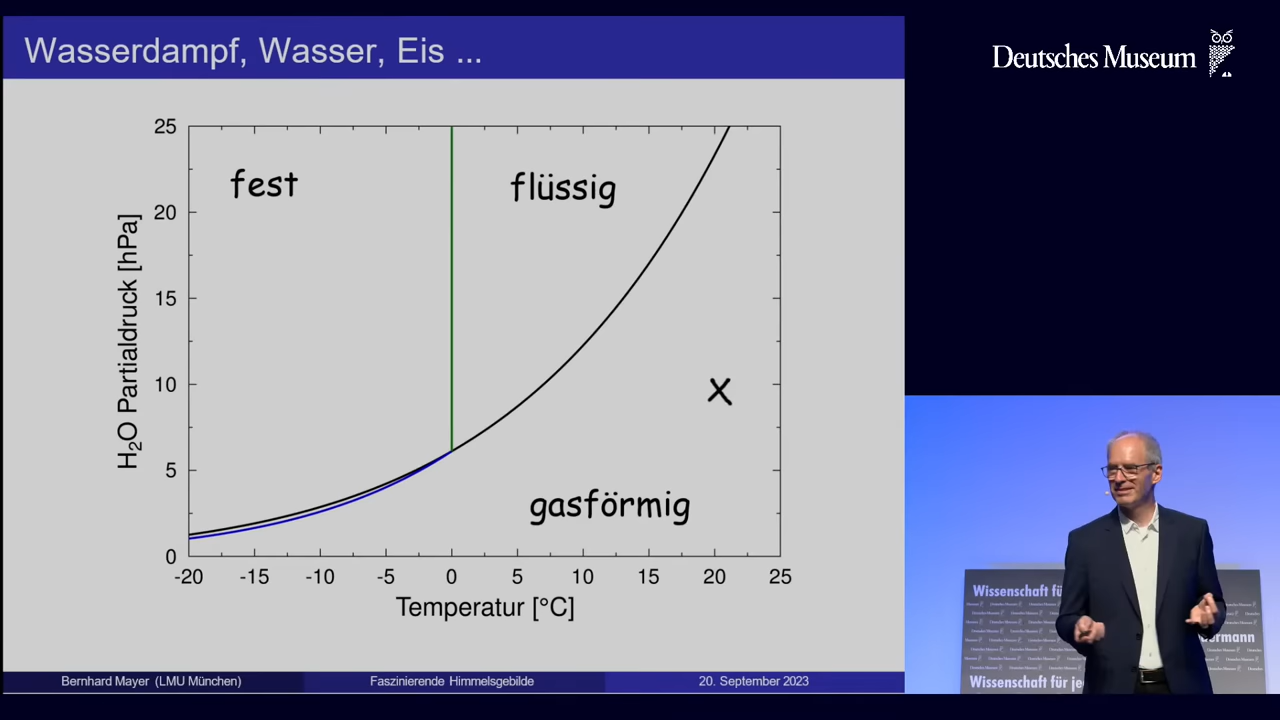 Wasserdampf, Wasser, Eis ...
Deutsches Museum
25
fest
flüssig
20
15
H₂O Partialdruck [hPa]
10
x
5
gasförmig
0
-20 -15 -10 -5 0 5 10 15 20 25
Temperatur [°C]
Wissenschaft fü
ermann
Wissenschaft für je
Bernhard Mayer (LMU München) Faszinierende Himmelsgebilde 20. September 2023